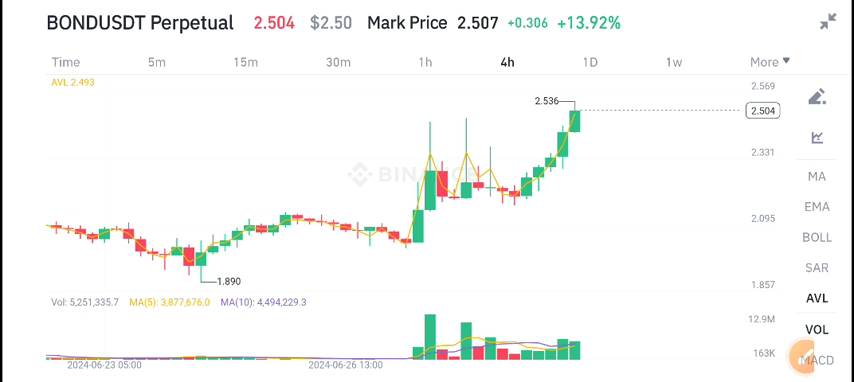 BONDUSDT Perpetual 2.504 $2.50 Mark Price 2.507 +0.306 +13.92%
Time 5m 15m 30m 1h 4h 1D 1w More
AVL 2.493
2.569
2.536
2.504
2.331
BINANCE
MA
EMA
2.095
BOLL
SAR
1.890
1.857
AVL
Vol: 5,251,335.7 MA(5): 3,877,676.0 MA(10): 4,494,229.3
12.9M
VOL
163K
MACD
2024-06-23 05:00 2024-06-26 13:00